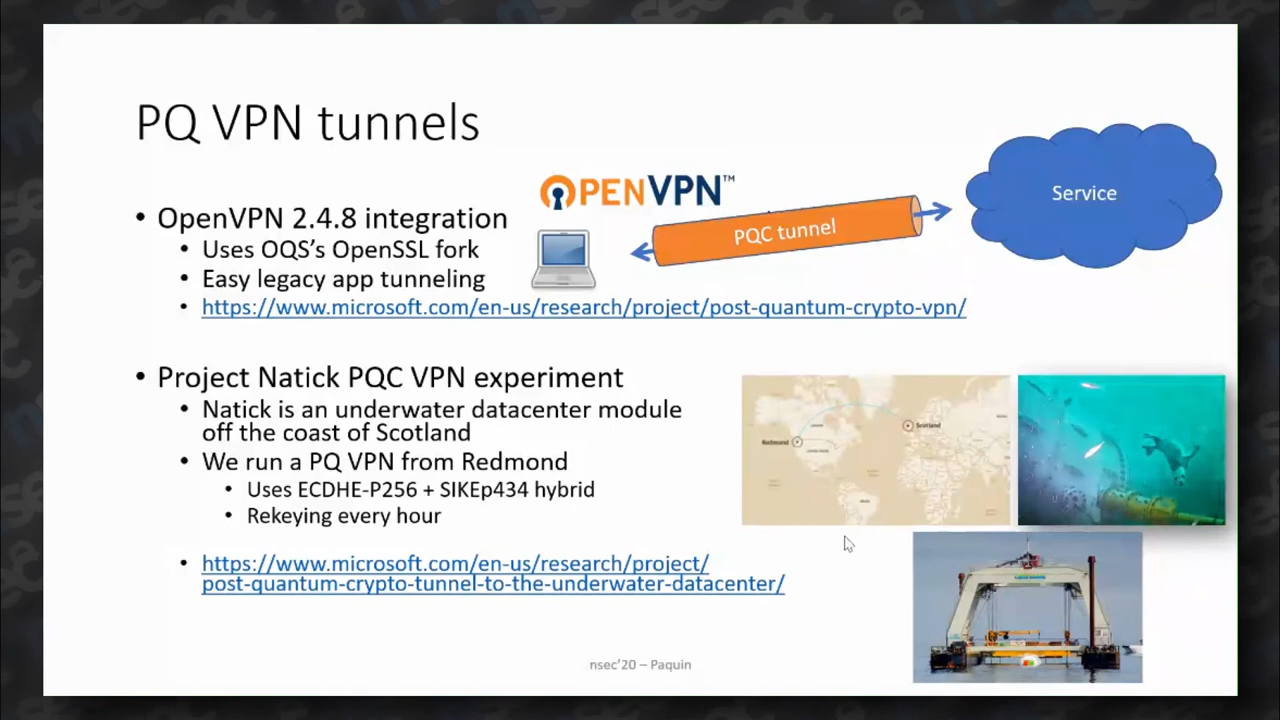 PQ VPN tunnels
OPENVPN™
Service
PQC tunnel
• OpenVPN 2.4.8 integration
• Uses OQS's OpenSSL fork
• Easy legacy app tunneling
• https://www.microsoft.com/en-us/research/project/post-quantum-crypto-vpn/
• Project Natick PQC VPN experiment
• Natick is an underwater datacenter module
off the coast of Scotland
• We run a PQ VPN from Redmond
• Uses ECDHE-P256 + SIKEp434 hybrid
• Rekeying every hour
• https://www.microsoft.com/en-us/research/project/
post-quantum-crypto-tunnel-to-the-underwater-datacenter/
Redmond
Scotland
nsec'20 – Paquin